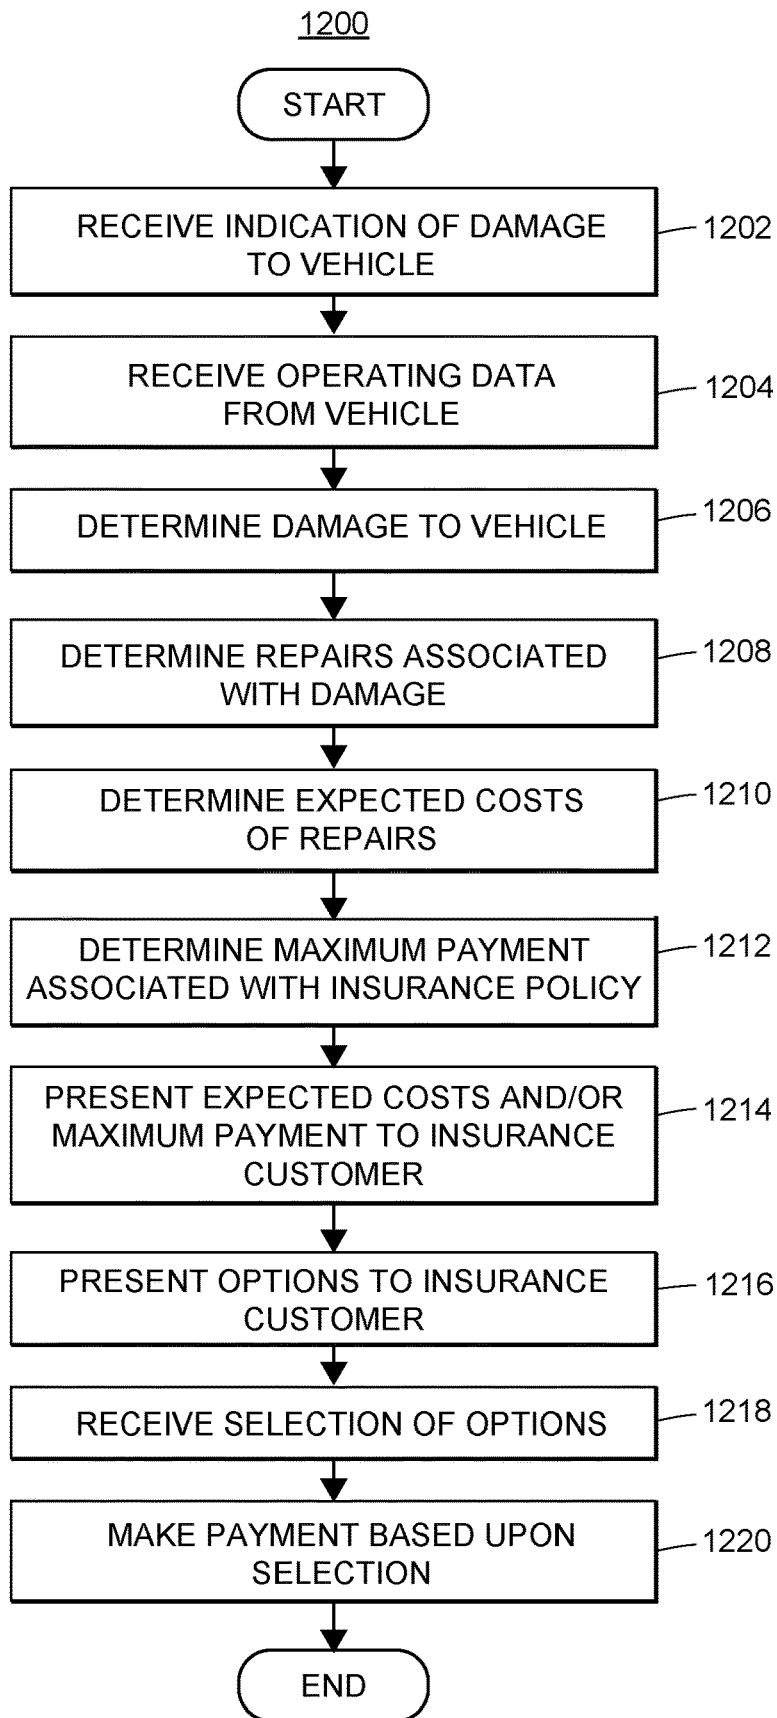 1200
START
RECEIVE INDICATION OF DAMAGE
TO VEHICLE
1202
RECEIVE OPERATING DATA
FROM VEHICLE
1204
DETERMINE DAMAGE TO VEHICLE
1206
DETERMINE REPAIRS ASSOCIATED
WITH DAMAGE
1208
DETERMINE EXPECTED COSTS
OF REPAIRS
1210
DETERMINE MAXIMUM PAYMENT
ASSOCIATED WITH INSURANCE POLICY
1212
PRESENT EXPECTED COSTS AND/OR
MAXIMUM PAYMENT TO INSURANCE
CUSTOMER
1214
PRESENT OPTIONS TO INSURANCE
CUSTOMER
1216
RECEIVE SELECTION OF OPTIONS
1218
MAKE PAYMENT BASED UPON
SELECTION
1220
END